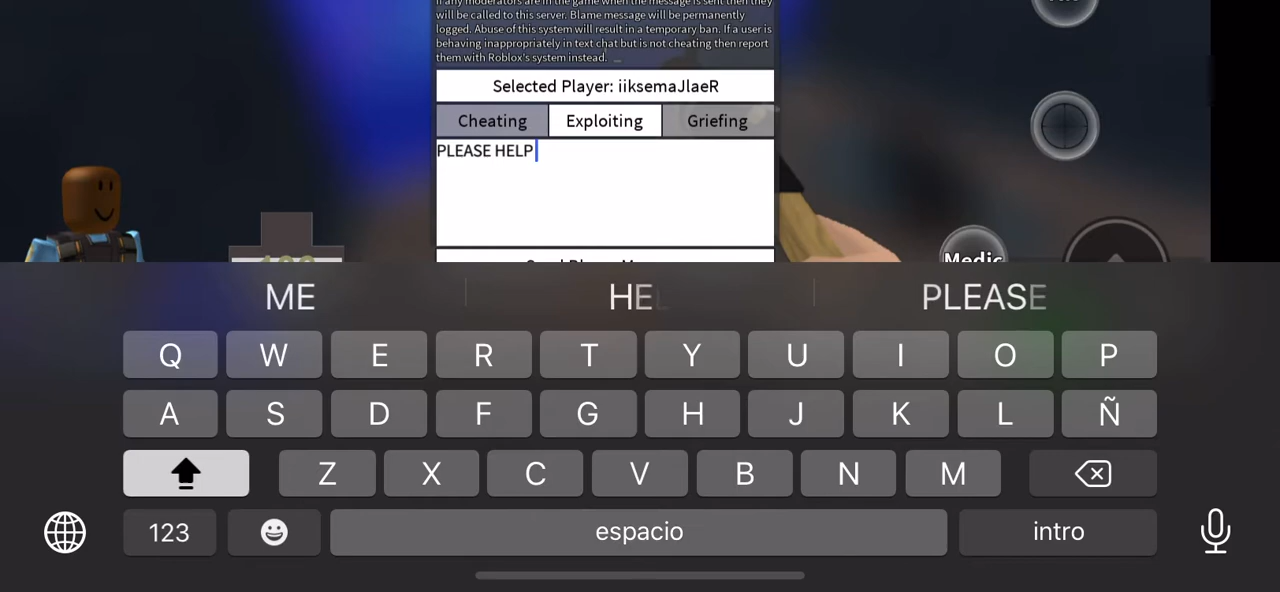 if any moderators are in the game when the message is sent then they
will be called to this server. Blame message will be permanently
logged. Abuse of this system will result in a temporary ban. If a user is
behaving inappropriately in text chat but is not cheating then report
them with Roblox's system instead.
Selected Player: iiksemaJlaeR
Cheating Exploiting Griefing
PLEASE HELP
Medic
ME HEL PLEASE
Q W E R T Y U I O P
A S D F G H J K L Ñ
Z X C V B N M
123 espacio intro